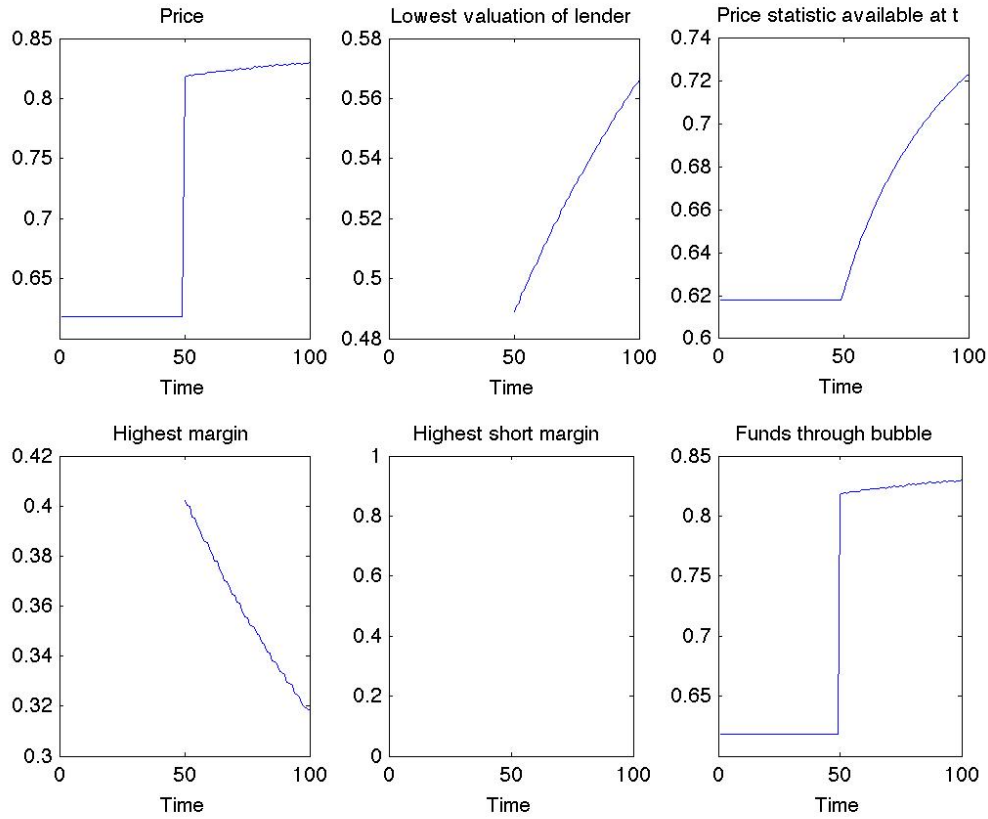 Price
0.85
0.8
0.75
0.7
0.65
0 50 100
Time
Lowest valuation of lender
0.58
0.56
0.54
0.52
0.5
0.48
0 50 100
Time
Price statistic available at t
0.74
0.72
0.7
0.68
0.66
0.64
0.62
0.6
0 50 100
Time
Highest margin
0.42
0.4
0.38
0.36
0.34
0.32
0.3
0 50 100
Time
Highest short margin
1
0.8
0.6
0.4
0.2
0
0 50 100
Time
Funds through bubble
0.85
0.8
0.75
0.7
0.65
0 50 100
Time